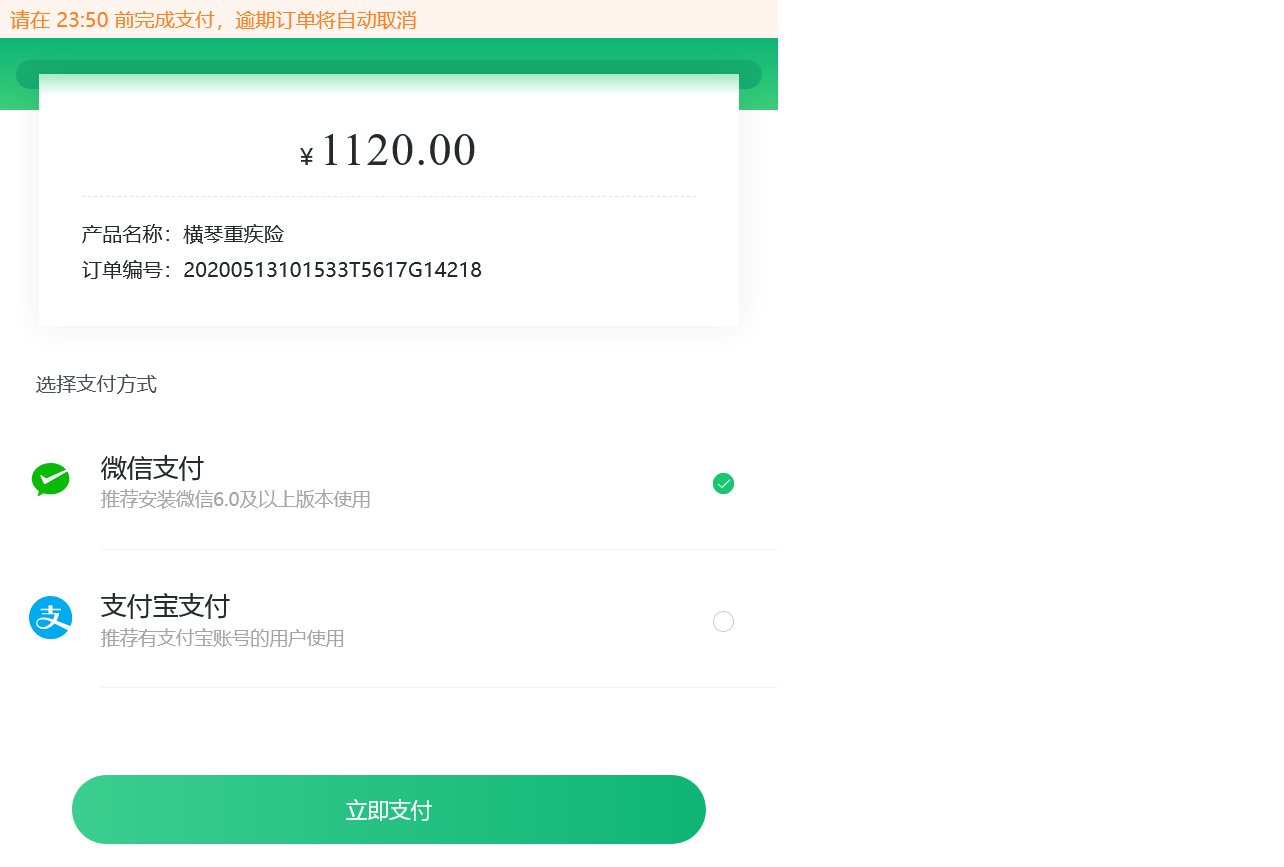 请在 23:50 前完成支付，逾期订单将自动取消
¥ 1120.00
产品名称：横琴重疾险
订单编号：20200513101533T5617G14218
选择支付方式
微信支付
推荐安装微信6.0及以上版本使用
支付宝支付
推荐有支付宝账号的用户使用
立即支付